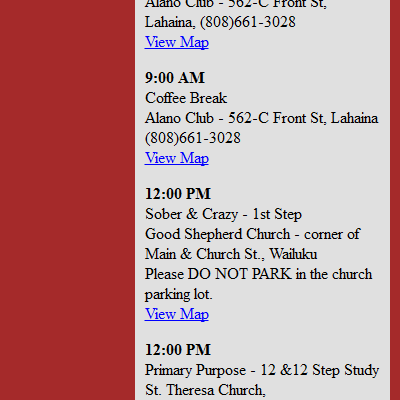 Alano Club - 562-C Front St,
Lahaina, (808)661-3028
View Map
9:00 AM
Coffee Break
Alano Club - 562-C Front St, Lahaina
(808)661-3028
View Map
12:00 PM
Sober & Crazy - 1st Step
Good Shepherd Church - corner of
Main & Church St., Wailuku
Please DO NOT PARK in the church
parking lot.
View Map
12:00 PM
Primary Purpose - 12 &12 Step Study
St. Theresa Church,